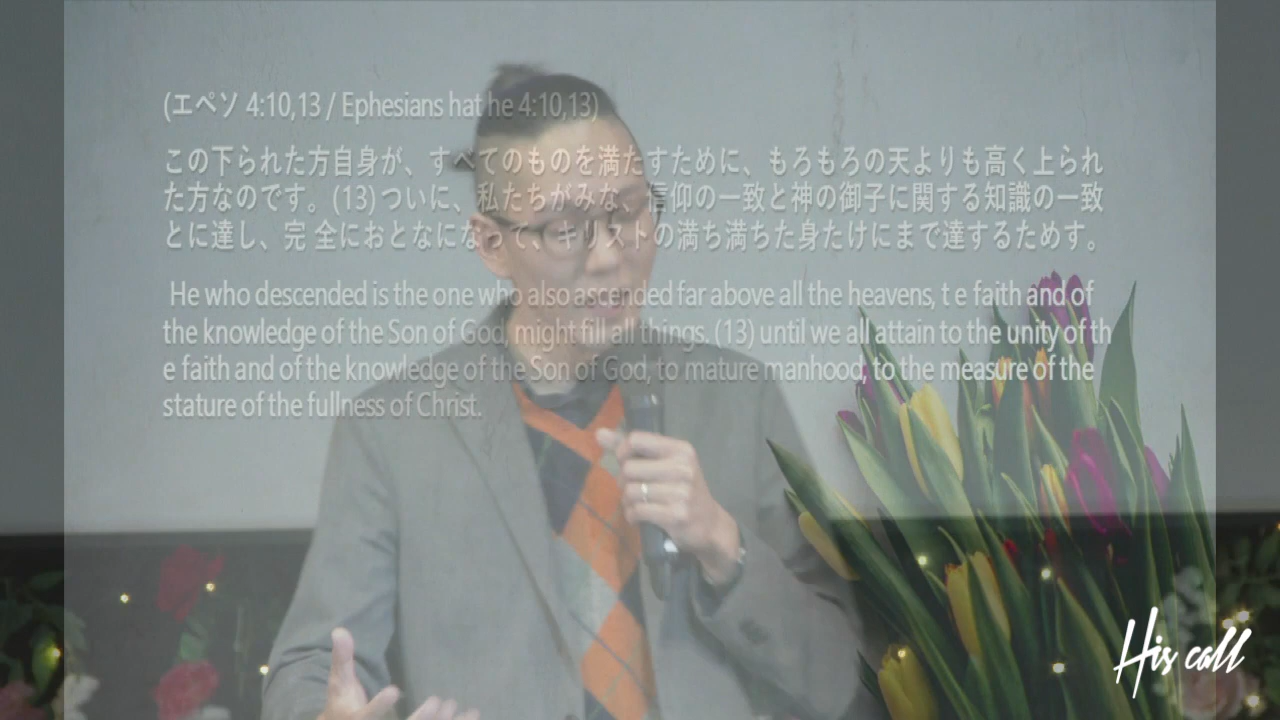 (エペソ 4:10,13 / Ephesians hat he 4:10,13)
この下られた方自身が、すべてのものを満たすために、もろもろの天よりも高く上られ
た方なのです。(13) ついに、私たちがみな、信仰の一致と神の御子に関する知識の一致
とに達し、完 全におとなになって、キリストの満ち満ちた身たけにまで達するためす。
He who descended is the one who also ascended far above all the heavens, t e faith and of
the knowledge of the Son of God, might fill things. (13) until we all attain to the unity of th
e faith and of the knowledge of the Son of God, to mature manhood, to the measure of the
stature of the fullness of Christ.
His call